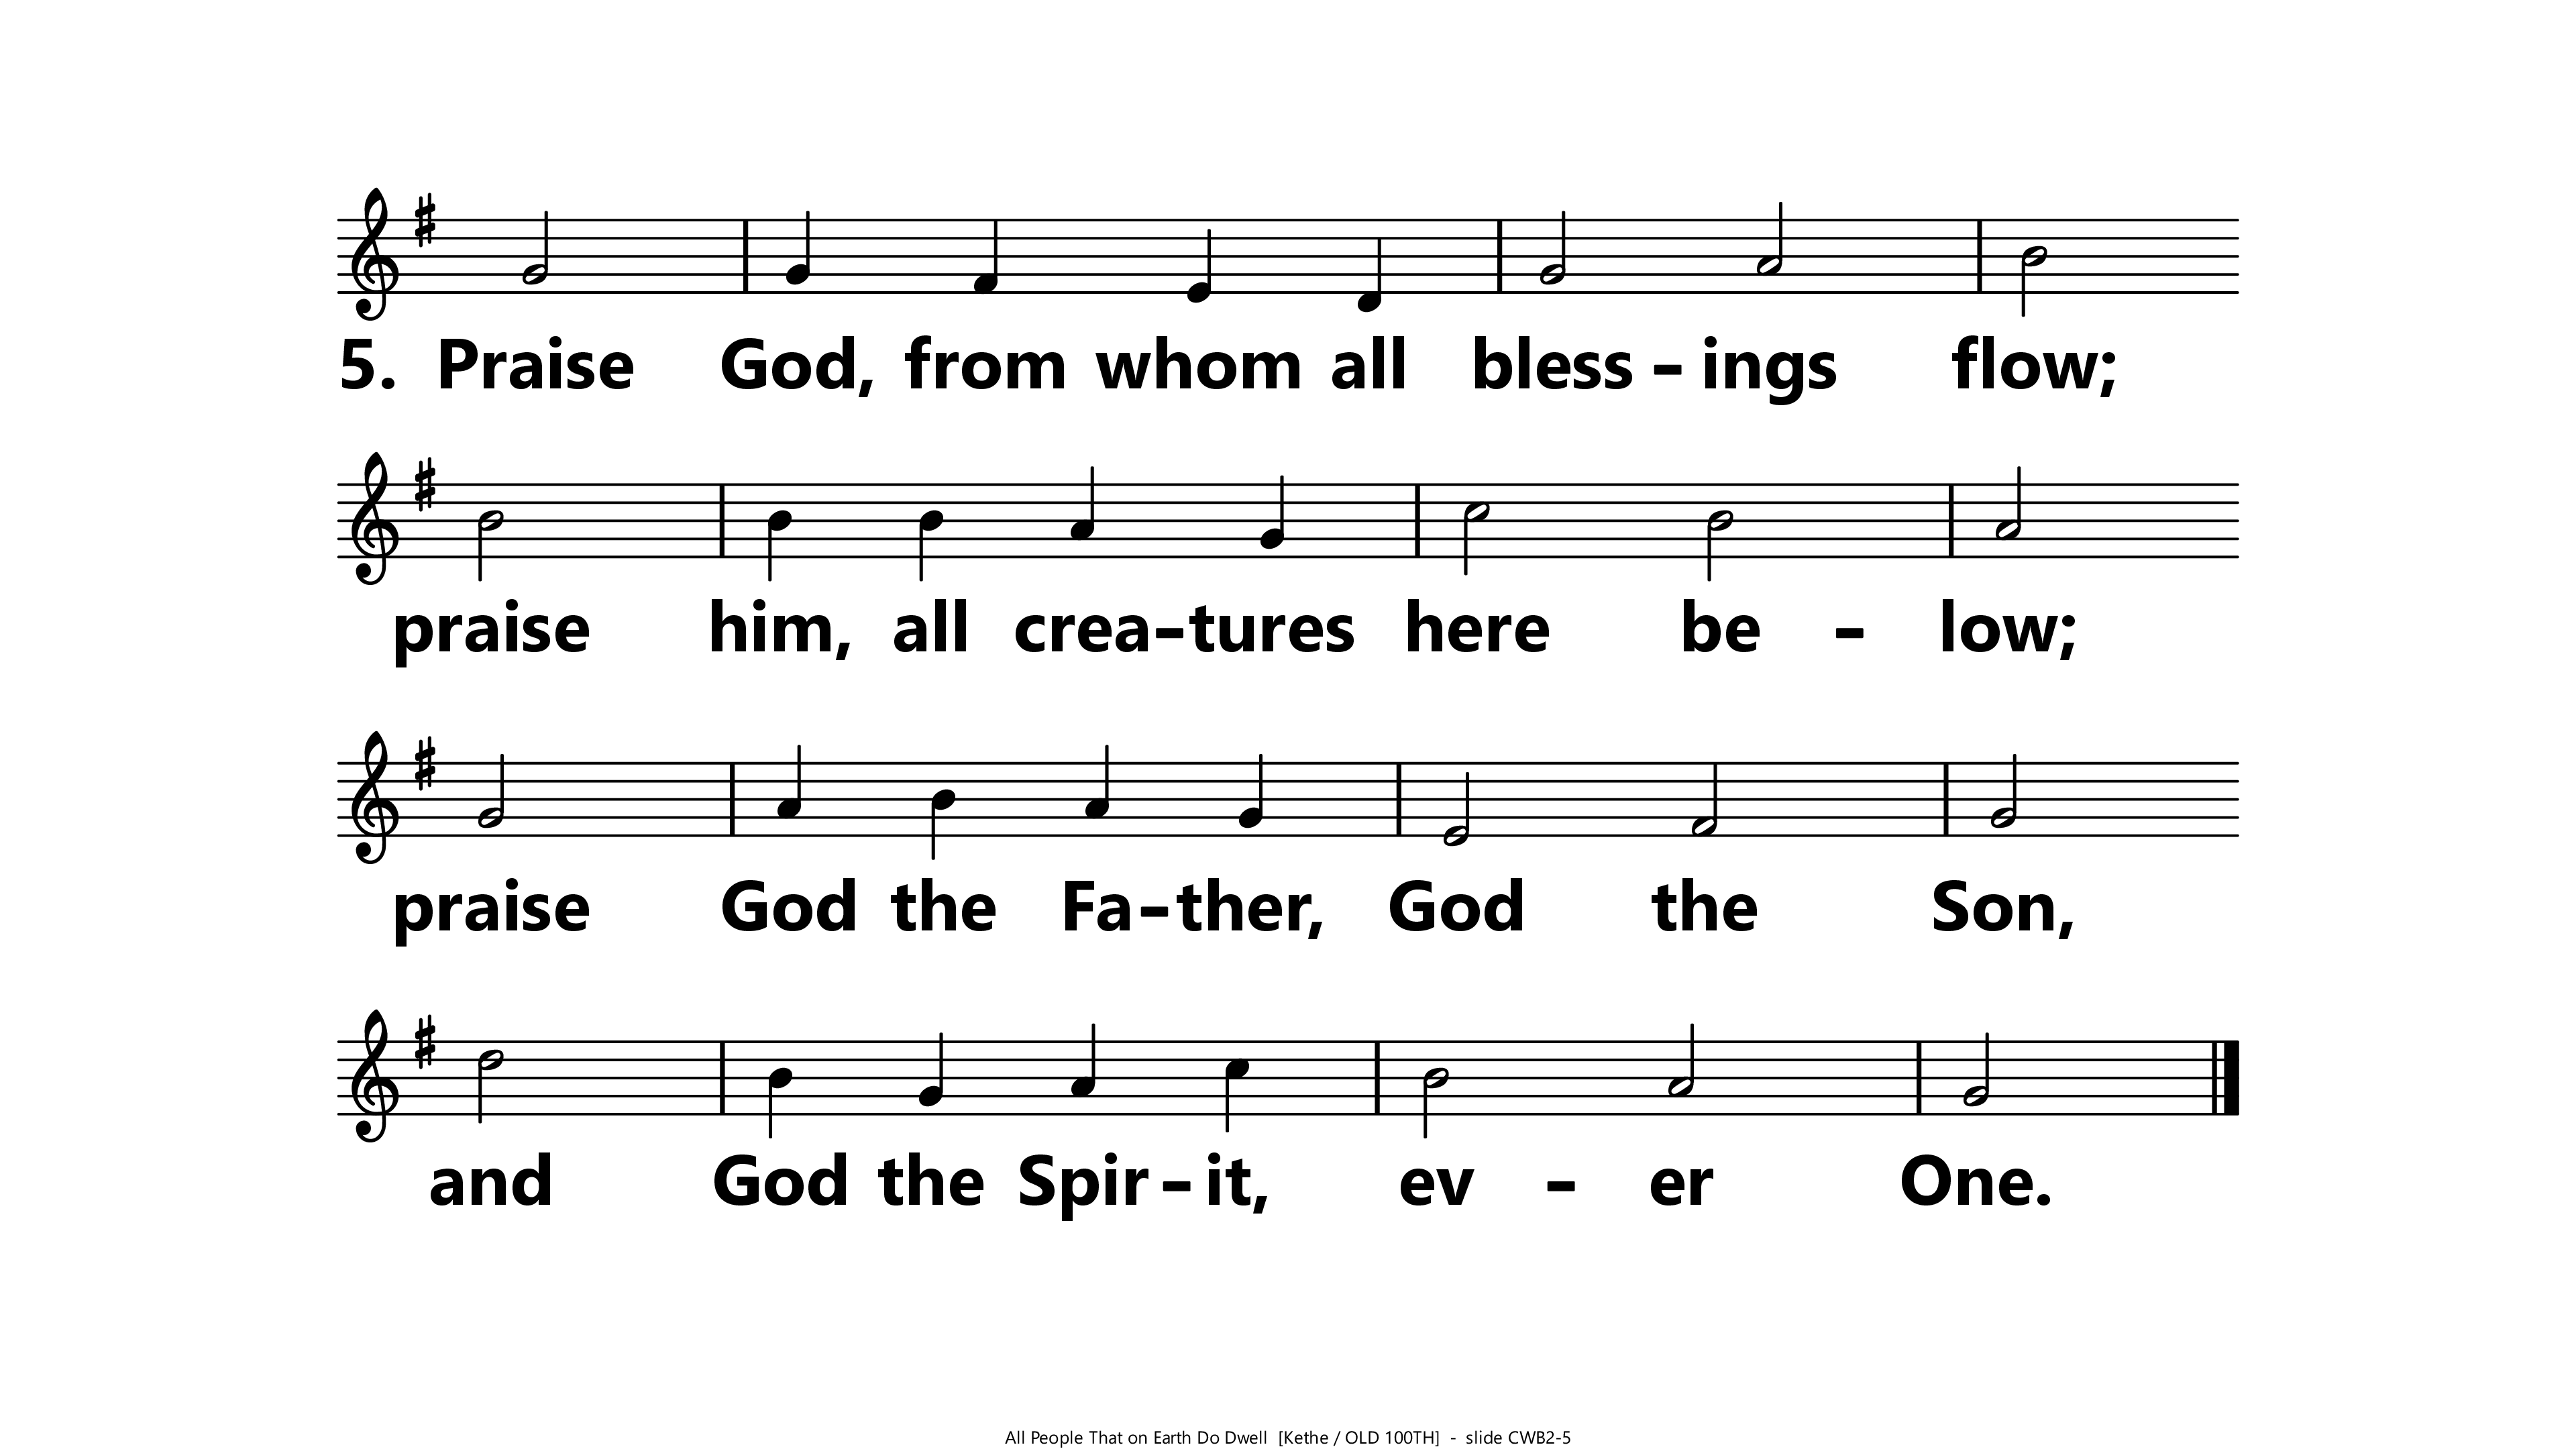 5. Praise God, from whom all bless - ings flow;
praise him, all crea-tures here be - low;
praise God the Fa-ther, God the Son,
and God the Spir-it, ev - er One.
All People That on Earth Do Dwell [Kethe / OLD 100TH] - slide CWB2-5